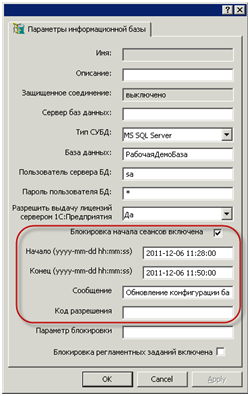 Параметры информационной базы
Имя:
Описание:
Защищенное соединение: выключено
Сервер баз данных:
Тип СУБД: MS SQL Server
База данных: РабочаяДемоБаза
Пользователь сервера БД: sa
Пароль пользователя БД: *
Разрешить выдачу лицензий
сервером 1С:Предприятия Да
Блокировка начала сеансов включена
Начало (yyyy-mm-dd hh:mm:ss) 2011-12-06 11:28:00
Конец (yyyy-mm-dd hh:mm:ss) 2011-12-06 11:50:00
Сообщение Обновление конфигурации ба
Код разрешения
Параметр блокировки
Блокировка регламентных заданий включена
OK Cancel Apply